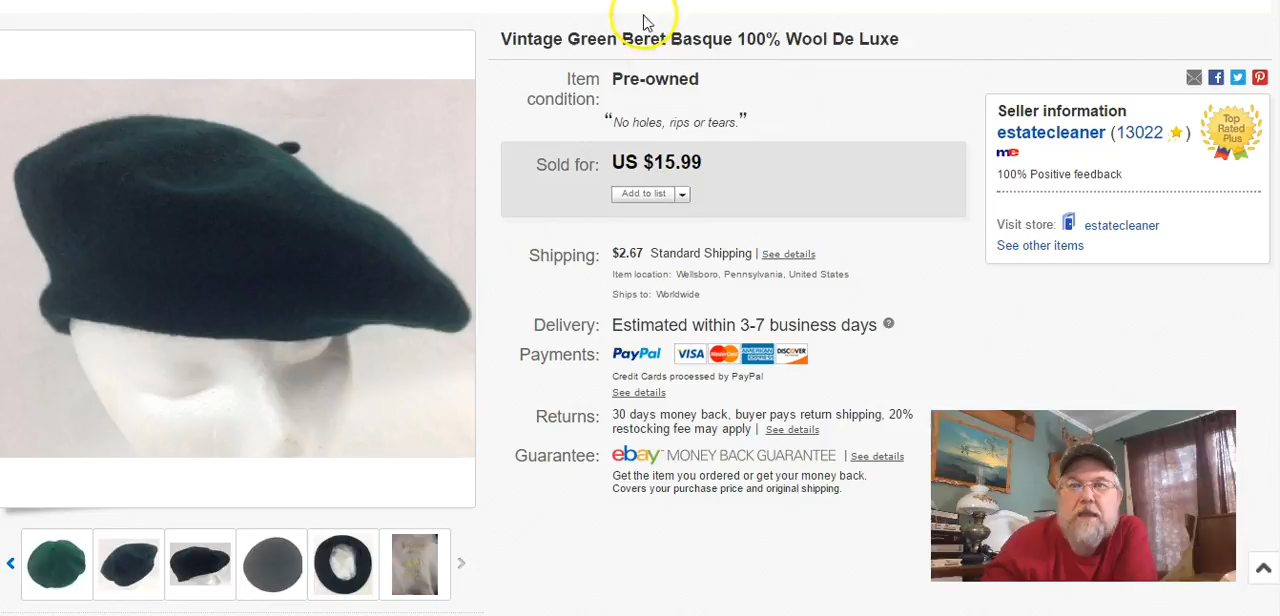 Vintage Green Beret Basque 100% Wool De Luxe
Item condition:
Pre-owned
“No holes, rips or tears.”
Sold for:
US $15.99
Add to list
Shipping:
$2.67 Standard Shipping | See details
Item location: Wellsboro, Pennsylvania, United States
Ships to: Worldwide
Delivery:
Estimated within 3-7 business days
Payments:
PayPal VISA MasterCard AMERICAN EXPRESS DISCOVER
Credit Cards processed by PayPal
See details
Returns:
30 days money back, buyer pays return shipping, 20%
restocking fee may apply | See details
Guarantee:
ebay MONEY BACK GUARANTEE | See details
Get the item you ordered or get your money back.
Covers your purchase price and original shipping.
Seller information
estatecleaner (13022 )
me
100% Positive feedback
Top
Rated
Plus
Visit store: estatecleaner
See other items